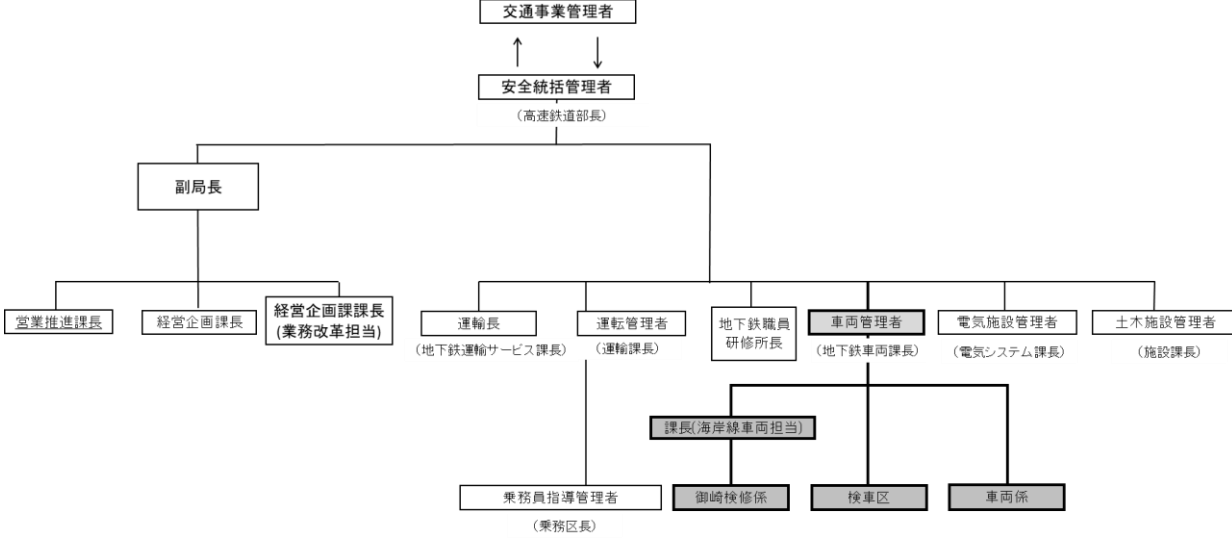 交通事業管理者
安全統括管理者
(高速鉄道部長)
副局長
営業推進課長
経営企画課長
経営企画課課長
(業務改革担当)
運輸長
(地下鉄運輸サービス課長)
運転管理者
(運輸課長)
地下鉄職員
研修所長
車両管理者
(地下鉄車両課長)
電気施設管理者
(電気システム課長)
土木施設管理者
(施設課長)
課長(海岸線車両担当)
乗務員指導管理者
(乗務区長)
御崎検修係
検車区
車両係